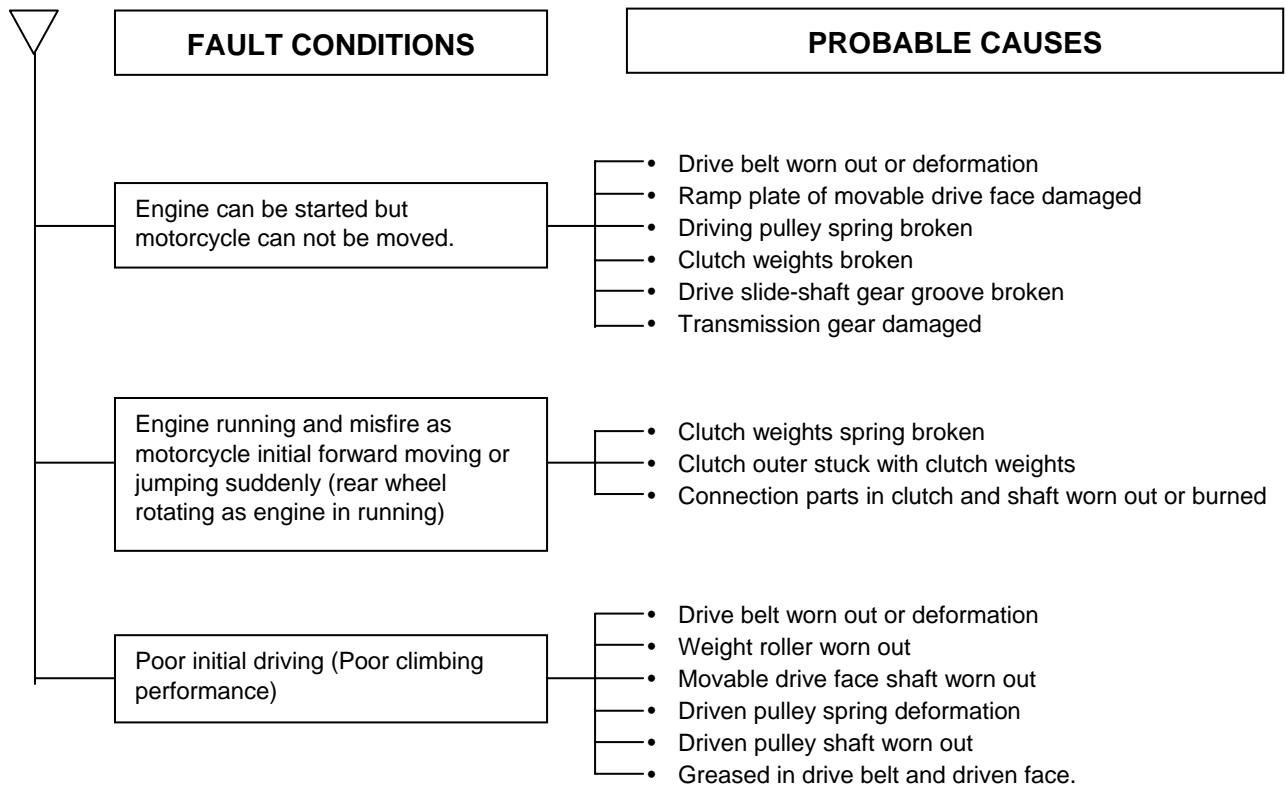 FAULT CONDITIONS
PROBABLE CAUSES
Engine can be started but
motorcycle can not be moved.
• Drive belt worn out or deformation
• Ramp plate of movable drive face damaged
• Driving pulley spring broken
• Clutch weights broken
• Drive slide-shaft gear groove broken
• Transmission gear damaged
Engine running and misfire as
motorcycle initial forward moving or
jumping suddenly (rear wheel
rotating as engine in running)
• Clutch weights spring broken
• Clutch outer stuck with clutch weights
• Connection parts in clutch and shaft worn out or burned
Poor initial driving (Poor climbing
performance)
• Drive belt worn out or deformation
• Weight roller worn out
• Movable drive face shaft worn out
• Driven pulley spring deformation
• Driven pulley shaft worn out
• Greased in drive belt and driven face.